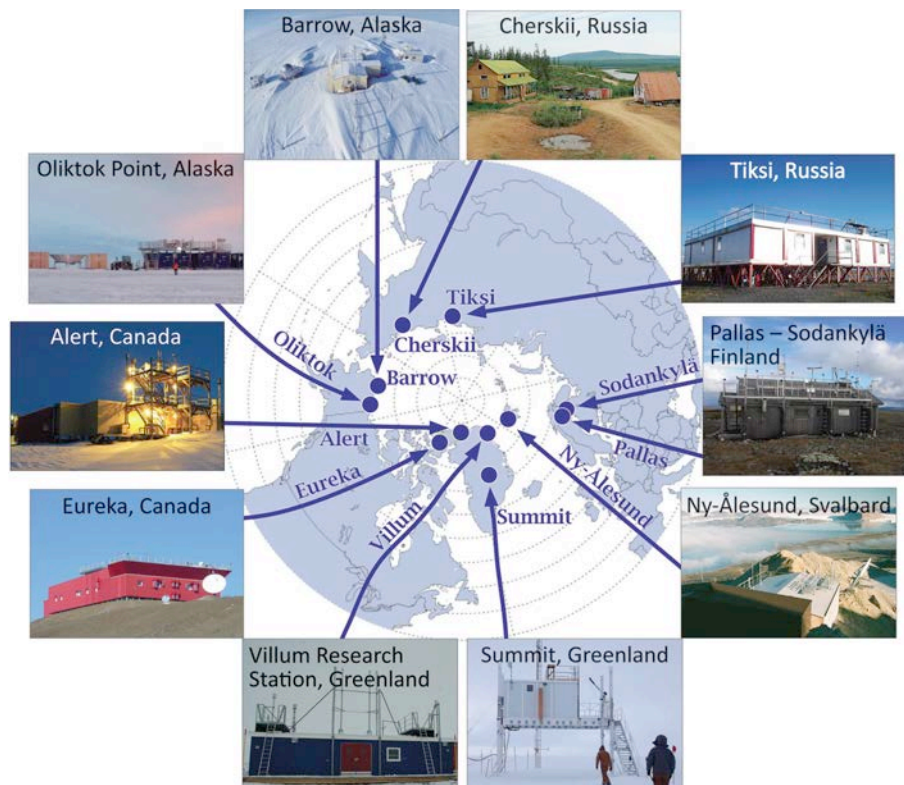 Barrow, Alaska
Cherskii, Russia
Oliktok Point, Alaska
Tiksi, Russia
Alert, Canada
Pallas – Sodankylä
Finland
Eureka, Canada
Ny-Ålesund, Svalbard
Villum Research
Station, Greenland
Summit, Greenland
Tiksi
Cherskii
Oliktok
Barrow
Sodankylä
Alert
Pallas
Eureka
Ny-Ålesund
Villum
Summit